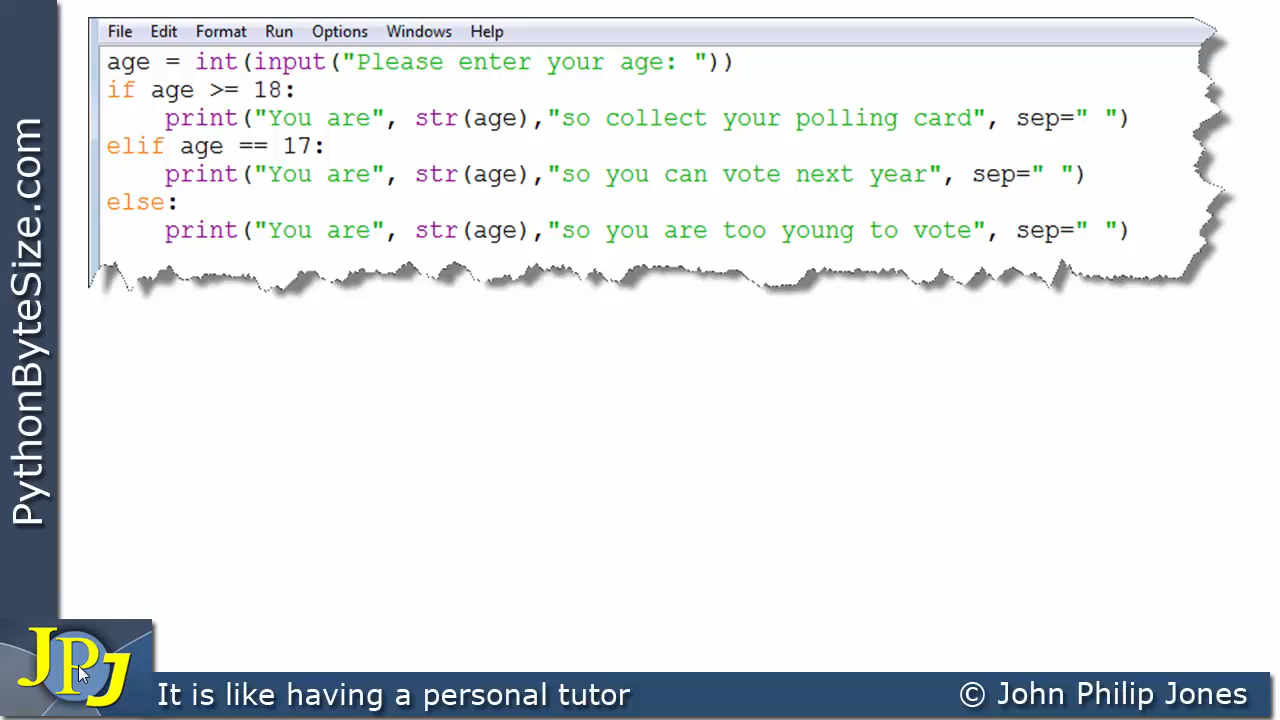 File Edit Format Run Options Windows Help
age = int(input("Please enter your age: "))
if age >= 18:
    print("You are", str(age),"so collect your polling card", sep=" ")
elif age == 17:
    print("You are", str(age),"so you can vote next year", sep=" ")
else:
    print("You are", str(age),"so you are too young to vote", sep=" ")
PythonByteSize.com
JPJ
It is like having a personal tutor
© John Philip Jones